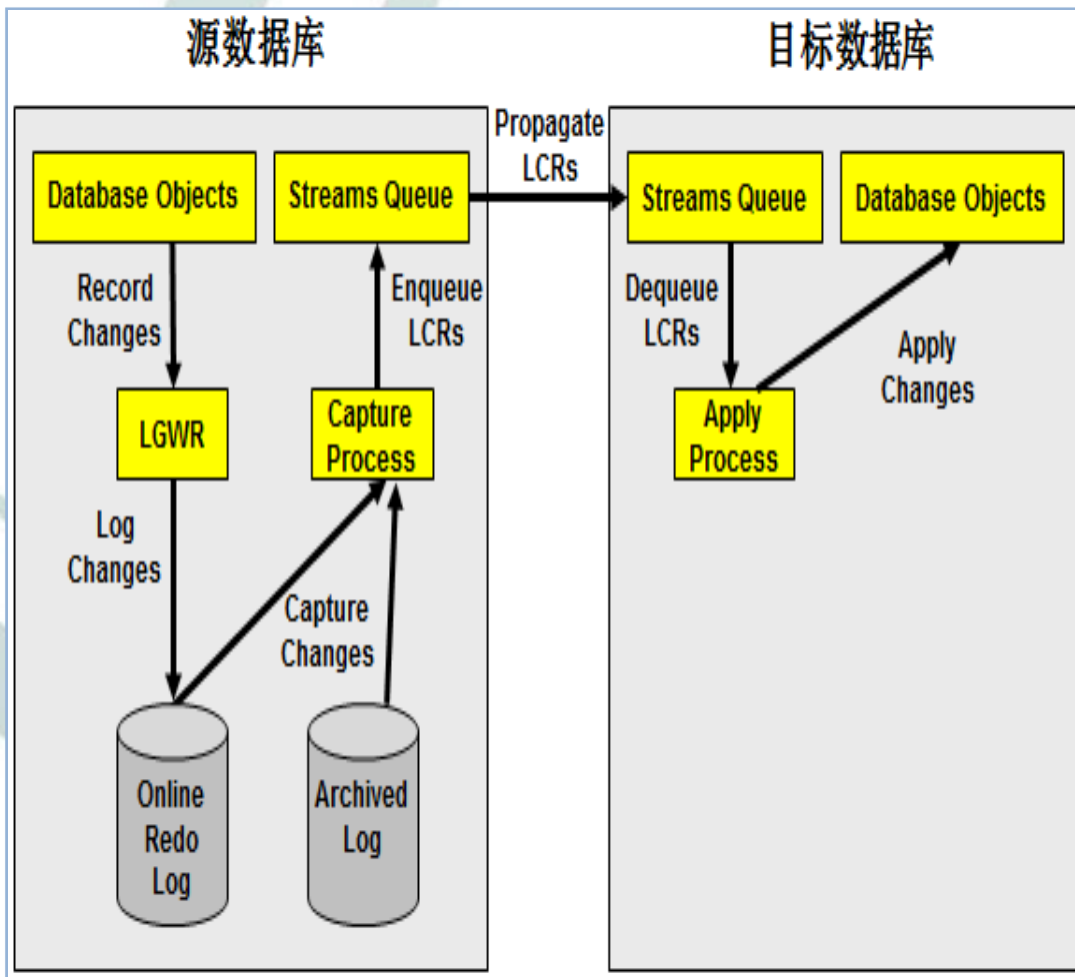 源数据库
目标数据库
Propagate
LCRs
Database Objects
Streams Queue
Streams Queue
Database Objects
Record
Changes
Enqueue
LCRs
Dequeue
LCRs
Apply
Changes
LGWR
Capture
Process
Apply
Process
Log
Changes
Capture
Changes
Online
Redo
Log
Archived
Log